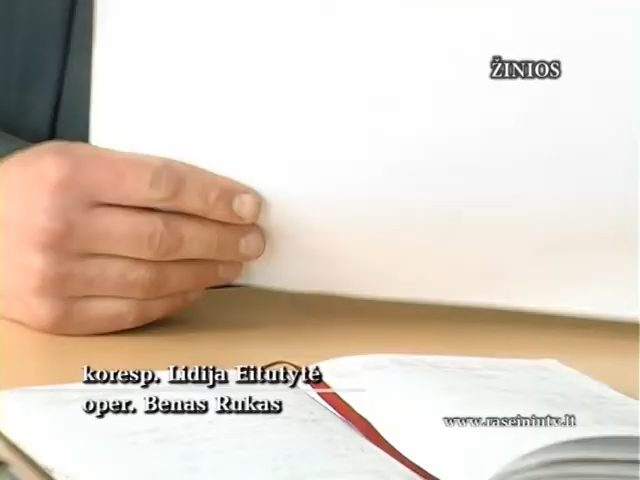 ŽINIOS
koresp. Lidija Eitutytė
oper. Benas Rukas
www.raseiniutv.lt